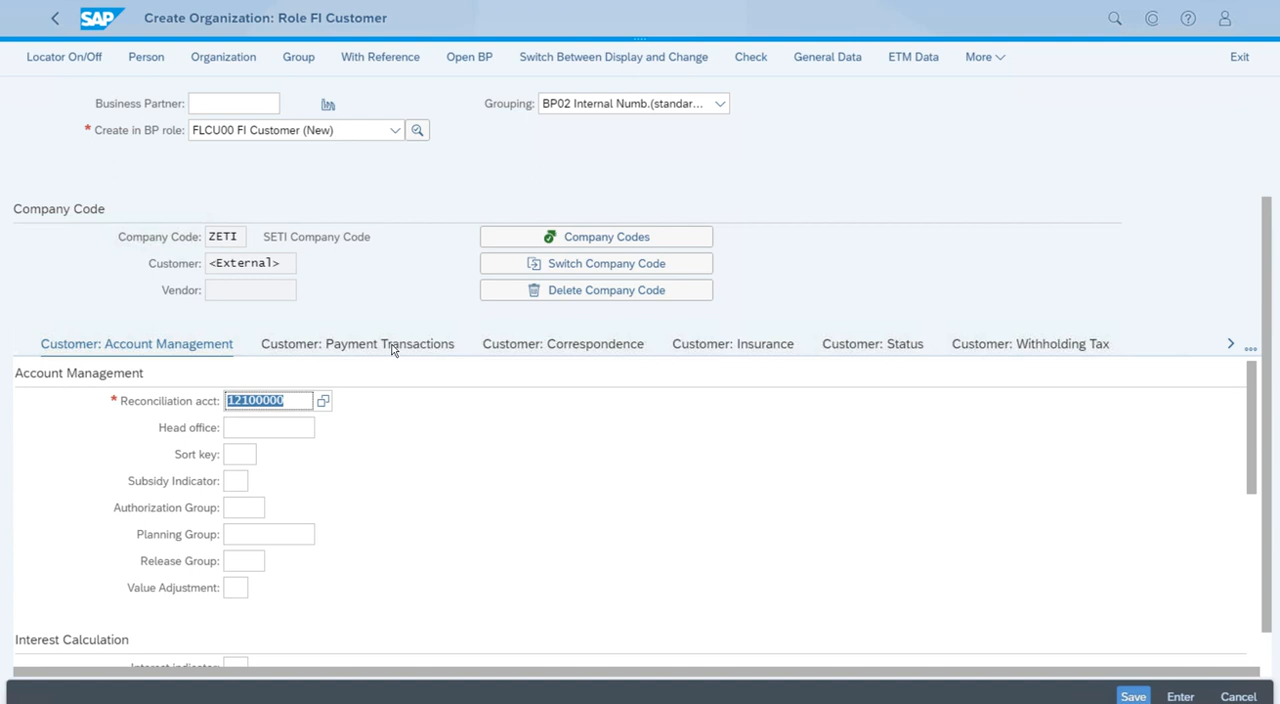 SAP Create Organization: Role FI Customer
Locator On/Off Person Organization Group With Reference Open BP Switch Between Display and Change Check General Data ETM Data More Exit
Business Partner: Grouping: BP02 Internal Numb.(standar...
* Create in BP role: FLCU00 FI Customer (New)
Company Code
Company Code: ZETI SETI Company Code Company Codes
Customer: <External> Switch Company Code
Vendor: Delete Company Code
Customer: Account Management Customer: Payment Transactions Customer: Correspondence Customer: Insurance Customer: Status Customer: Withholding Tax
Account Management
* Reconciliation acct: 12100000
Head office:
Sort key:
Subsidy Indicator:
Authorization Group:
Planning Group:
Release Group:
Value Adjustment:
Interest Calculation
Interest indicator:
Save Enter Cancel